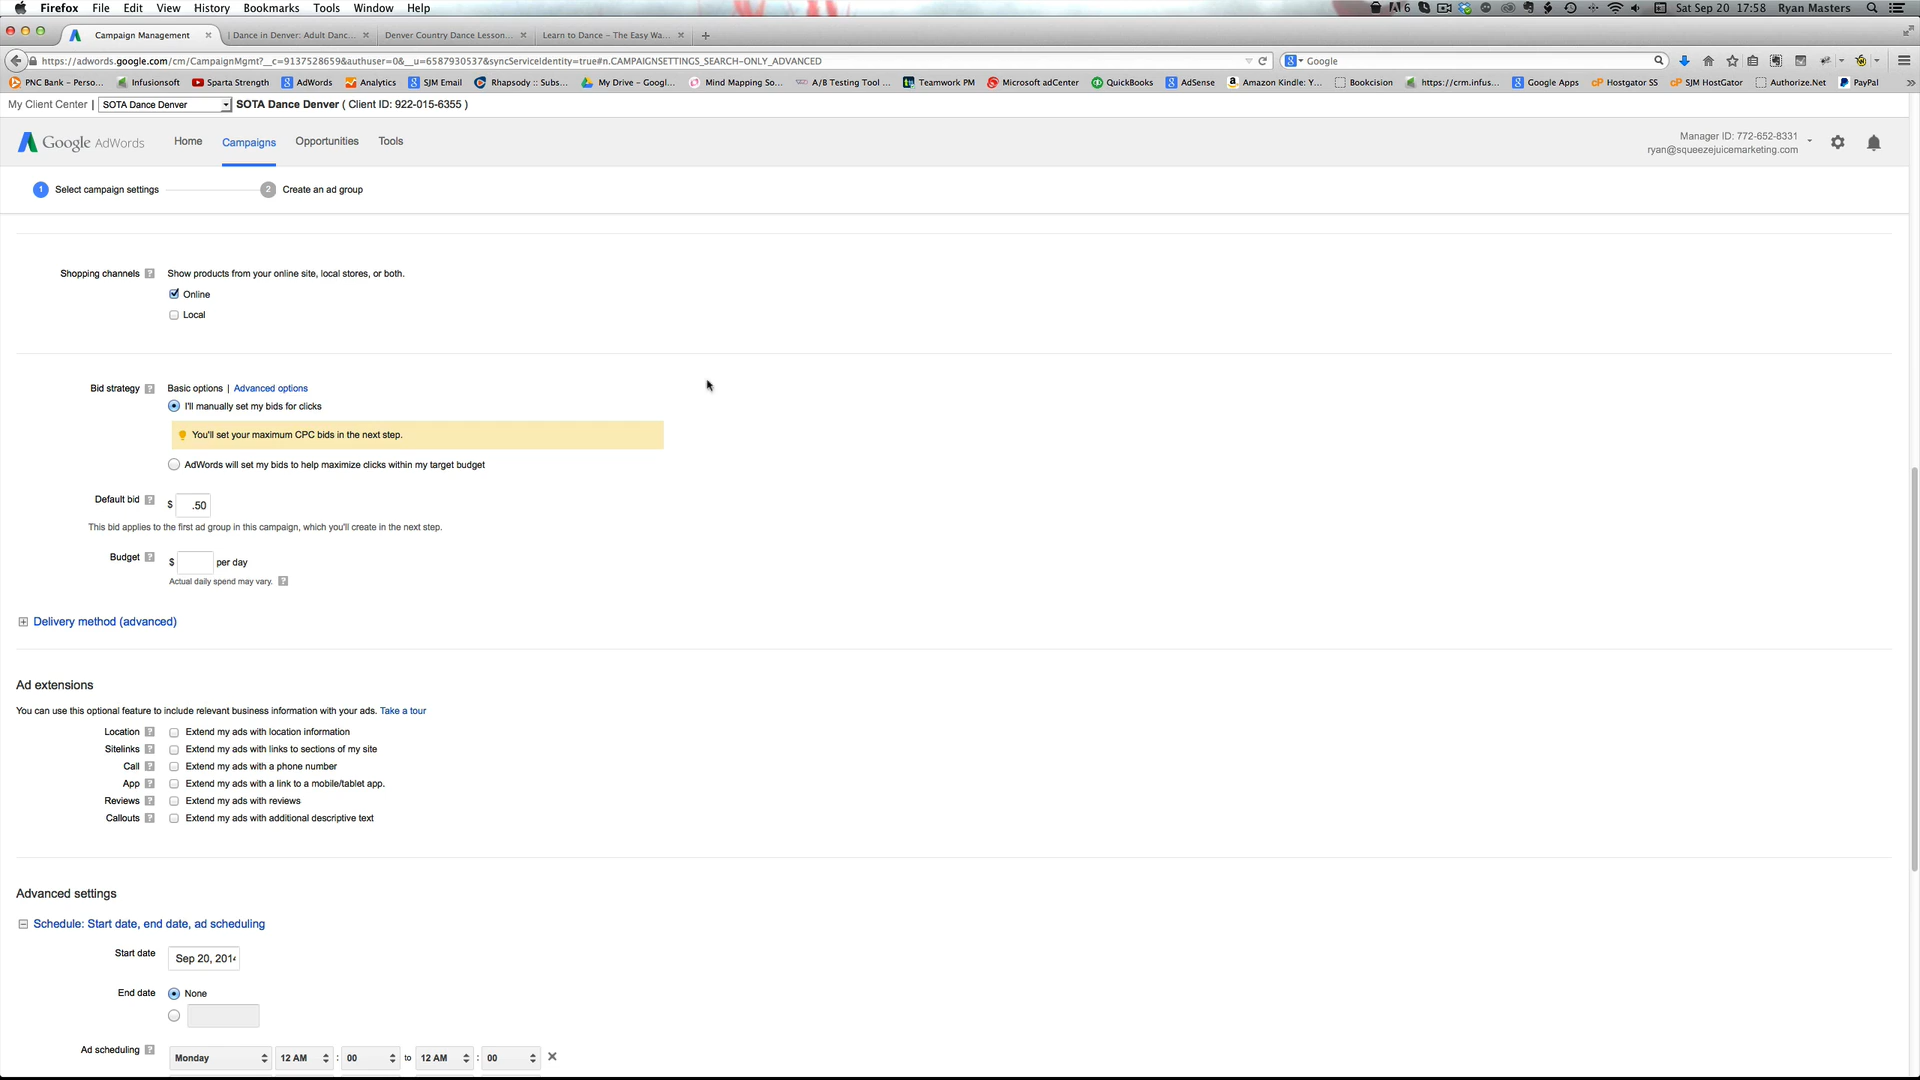 Firefox File Edit View History Bookmarks Tools Window Help 6 Sat Sep 20 17:58 Ryan Masters
Campaign Management | Dance in Denver: Adult Danc... Denver Country Dance Lesson... Learn to Dance – The Easy Wa...
https://adwords.google.com/cm/CampaignMgmt?__c=9137528659&authuser=0&__u=6587930537&syncServiceIdentity=true#n.CAMPAIGNSETTINGS_SEARCH-ONLY_ADVANCED Google
PNC Bank – Perso... Infusionsoft Sparta Strength AdWords Analytics SJM Email Rhapsody :: Subs... My Drive – Googl... Mind Mapping So... A/B Testing Tool ... Teamwork PM Microsoft adCenter QuickBooks AdSense Amazon Kindle: Y... Bookcision https://crm.infus... Google Apps Hostgator SS SJM HostGator Authorize.Net PayPal
My Client Center | SOTA Dance Denver SOTA Dance Denver ( Client ID: 922-015-6355 )
Google AdWords Home Campaigns Opportunities Tools
Manager ID: 772-652-8331
ryan@squeezejuicemarketing.com
1 Select campaign settings 2 Create an ad group
Shopping channels ? Show products from your online site, local stores, or both.
Online
Local
Bid strategy ? Basic options | Advanced options
I'll manually set my bids for clicks
You'll set your maximum CPC bids in the next step.
AdWords will set my bids to help maximize clicks within my target budget
Default bid ? $ .50
This bid applies to the first ad group in this campaign, which you'll create in the next step.
Budget ? $ per day
Actual daily spend may vary. ?
Delivery method (advanced)
Ad extensions
You can use this optional feature to include relevant business information with your ads. Take a tour
Location ? Extend my ads with location information
Sitelinks ? Extend my ads with links to sections of my site
Call ? Extend my ads with a phone number
App ? Extend my ads with a link to a mobile/tablet app.
Reviews ? Extend my ads with reviews
Callouts ? Extend my ads with additional descriptive text
Advanced settings
Schedule: Start date, end date, ad scheduling
Start date Sep 20, 201
End date None
Ad scheduling ? Monday 12 AM : 00 to 12 AM : 00